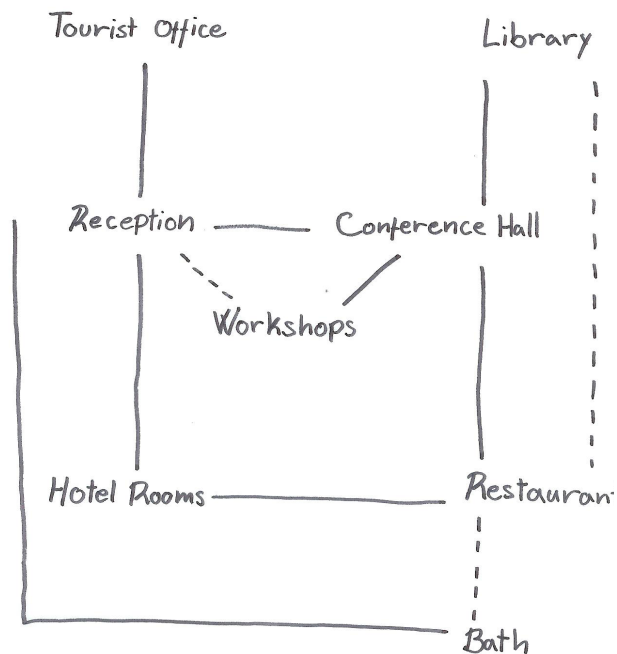 Tourist Office
Library
Reception
Conference Hall
Workshops
Hotel Rooms
Restauran
Bath